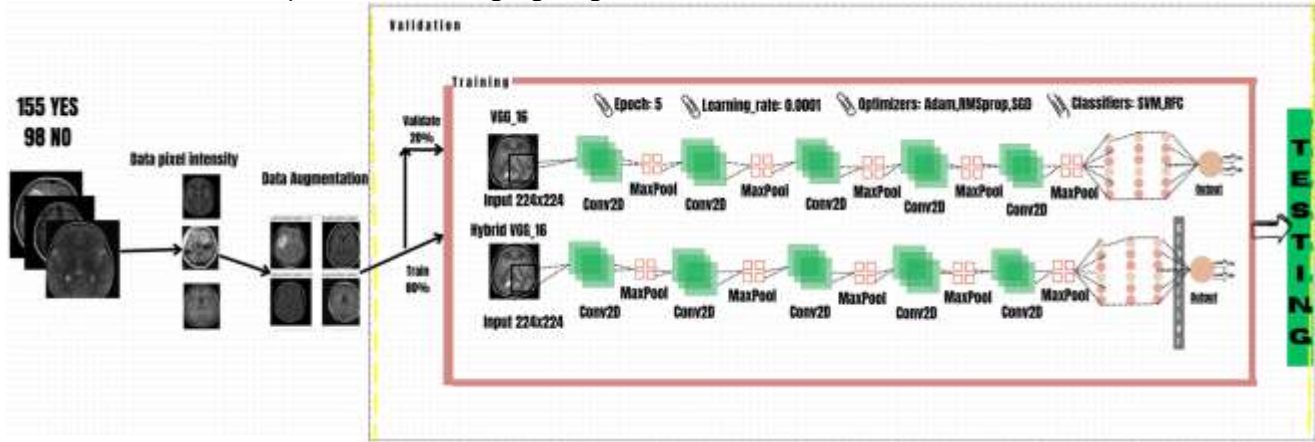 Validation
Training
Epoch: 5
Learning_rate: 0.0001
Optimizers: Adam,RMSprop,SGD
Classifiers: SVM,RFC
155 YES
98 NO
Data pixel intensity
Data Augmentation
Validate
20%
Train
80%
VGG_16
Input 224x224
Conv2D
MaxPool
Conv2D
MaxPool
Conv2D
MaxPool
Conv2D
MaxPool
Conv2D
MaxPool
Output
Hybrid VGG_16
Input 224x224
Conv2D
MaxPool
Conv2D
MaxPool
Conv2D
MaxPool
Conv2D
MaxPool
Conv2D
MaxPool
Output
TESTING